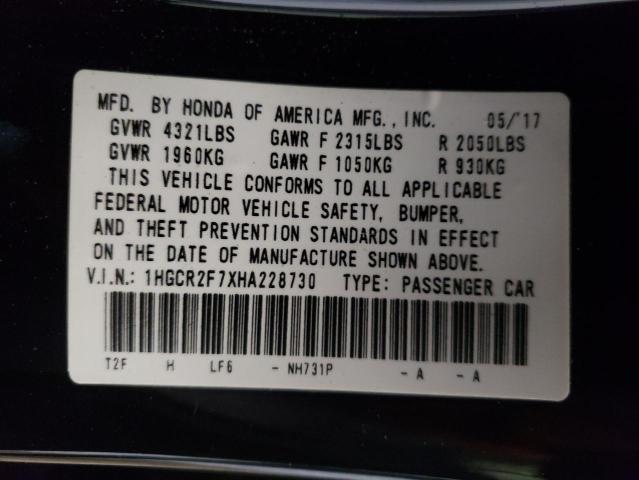 MFD. BY HONDA OF AMERICA MFG., INC. 05/'17
GVWR 4321LBS GAWR F 2315LBS R 2050LBS
GVWR 1960KG GAWR F 1050KG R 930KG
THIS VEHICLE CONFORMS TO ALL APPLICABLE
FEDERAL MOTOR VEHICLE SAFETY, BUMPER,
AND THEFT PREVENTION STANDARDS IN EFFECT
ON THE DATE OF MANUFACTURE SHOWN ABOVE.
V.I.N.: 1HGCR2F7XHA228730 TYPE: PASSENGER CAR
T2F H LF6 - NH731P - A - A